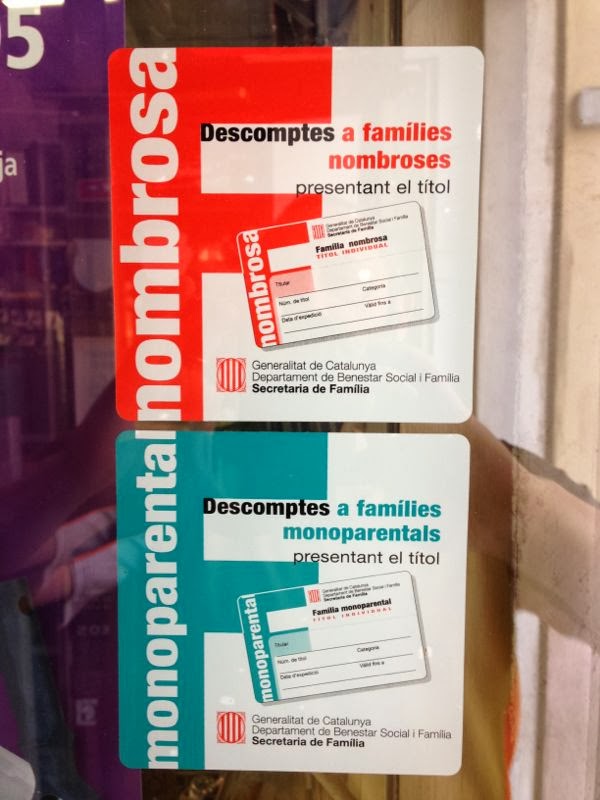 5
ja
nombrosa
Descomptes a famílies
nombroses
presentant el títol
nombrosa
Generalitat de Catalunya
Departament de Benestar Social i Família
Secretaria de Família
Família nombrosa
TÍTOL INDIVIDUAL
Titular
Categoria
Núm. de títol
Vàlid fins a
Data d'expedició
Generalitat de Catalunya
Departament de Benestar Social i Família
Secretaria de Família
monoparental
Descomptes a famílies
monoparentals
presentant el títol
monoparental
Generalitat de Catalunya
Departament de Benestar Social i Família
Secretaria de Família
Família monoparental
TÍTOL INDIVIDUAL
Titular
Categoria
Núm. de títol
Vàlid fins a
Data d'expedició
Generalitat de Catalunya
Departament de Benestar Social i Família
Secretaria de Família